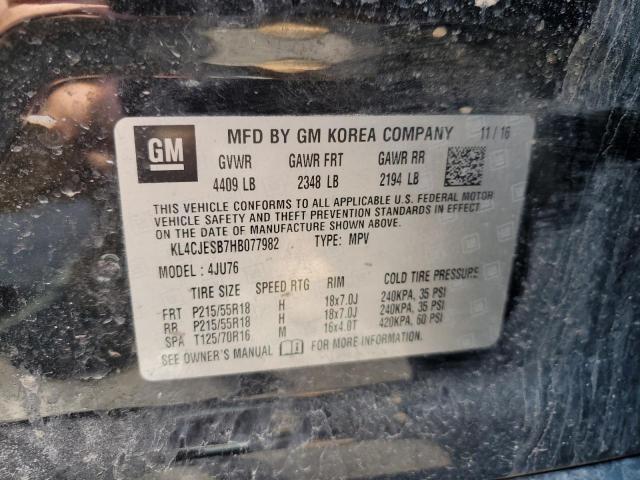 GM MFD BY GM KOREA COMPANY 11/16
GVWR GAWR FRT GAWR RR
4409 LB 2348 LB 2194 LB
THIS VEHICLE CONFORMS TO ALL APPLICABLE U.S. FEDERAL MOTOR
VEHICLE SAFETY AND THEFT PREVENTION STANDARDS IN EFFECT
ON THE DATE OF MANUFACTURE SHOWN ABOVE.
KL4CJESB7HB077982 TYPE: MPV
MODEL: 4JU76
TIRE SIZE SPEED RTG RIM COLD TIRE PRESSURE
FRT P215/55R18 H 18x7.0J 240KPA, 35 PSI
RR P215/55R18 H 18x7.0J 240KPA, 35 PSI
SPA T125/70R16 M 16x4.0T 420KPA, 60 PSI
SEE OWNER'S MANUAL FOR MORE INFORMATION.